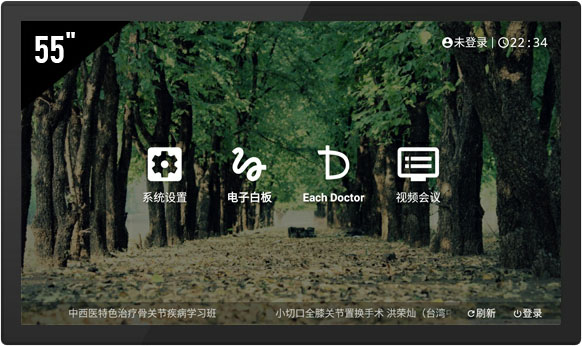 55"
未登录 | 22:34
系统设置
电子白板
Each Doctor
视频会议
中西医特色治疗骨关节疾病学习班
小切口全膝关节置换手术 洪荣灿（台湾
刷新
登录